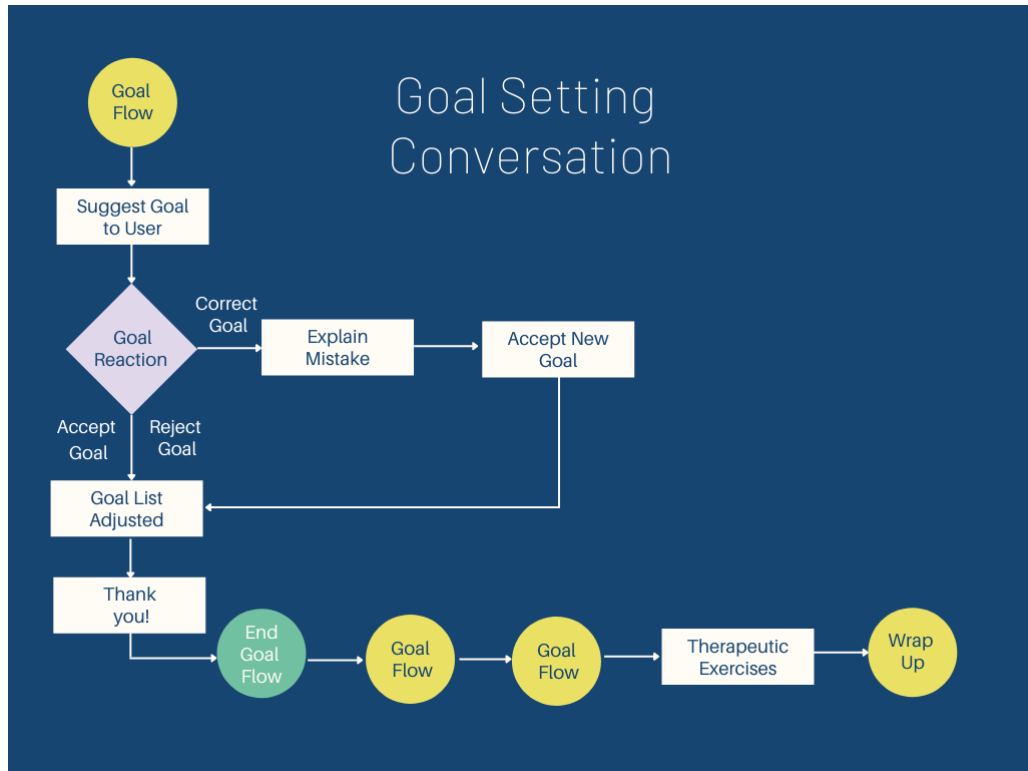 Goal Setting
Conversation
Goal
Flow
Suggest Goal
to User
Goal
Reaction
Correct
Goal
Explain
Mistake
Accept New
Goal
Accept
Goal
Reject
Goal
Goal List
Adjusted
Thank
you!
End
Goal
Flow
Goal
Flow
Goal
Flow
Therapeutic
Exercises
Wrap
Up